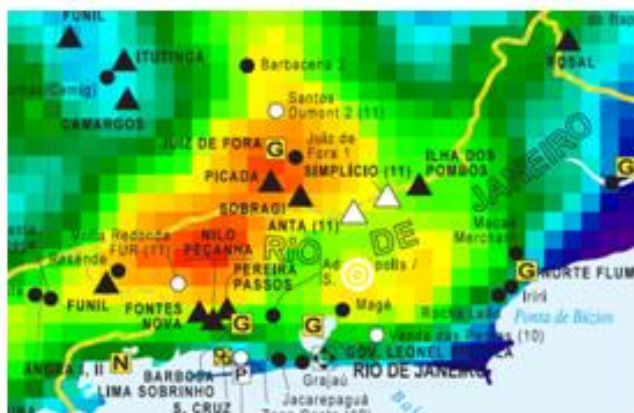 FUNIL
ITUTINGA
CAMARGOS
Barbacena 2
ROSAL
Santos
Dumont 2 (11)
JUIZ DE FORA
G
Juiz de
Fora 1
SIMPLÍCIO (11)
ILHA DOS
POMBOS
PICADA
SOBRAGI
ANTA (11)
RIO DE JANEIRO
G
Volta Redonda
FUR (11)
NILO
PEÇANHA
Resende
PEREIRA
PASSOS
FUNIL
FONTES
NOVA
G
G
Magé
Macaé
Merchant
G
NORTE FLUM
Iriri
Rocha Leão
Ponta de Búzios
Venda das Pedras (10)
ANGRA I, II
N
BARBOSA
LIMA SOBRINHO
S. CRUZ
P
GOV. LEONEL
Grajaú
RIO DE JANEIRO
Jacarepaguá